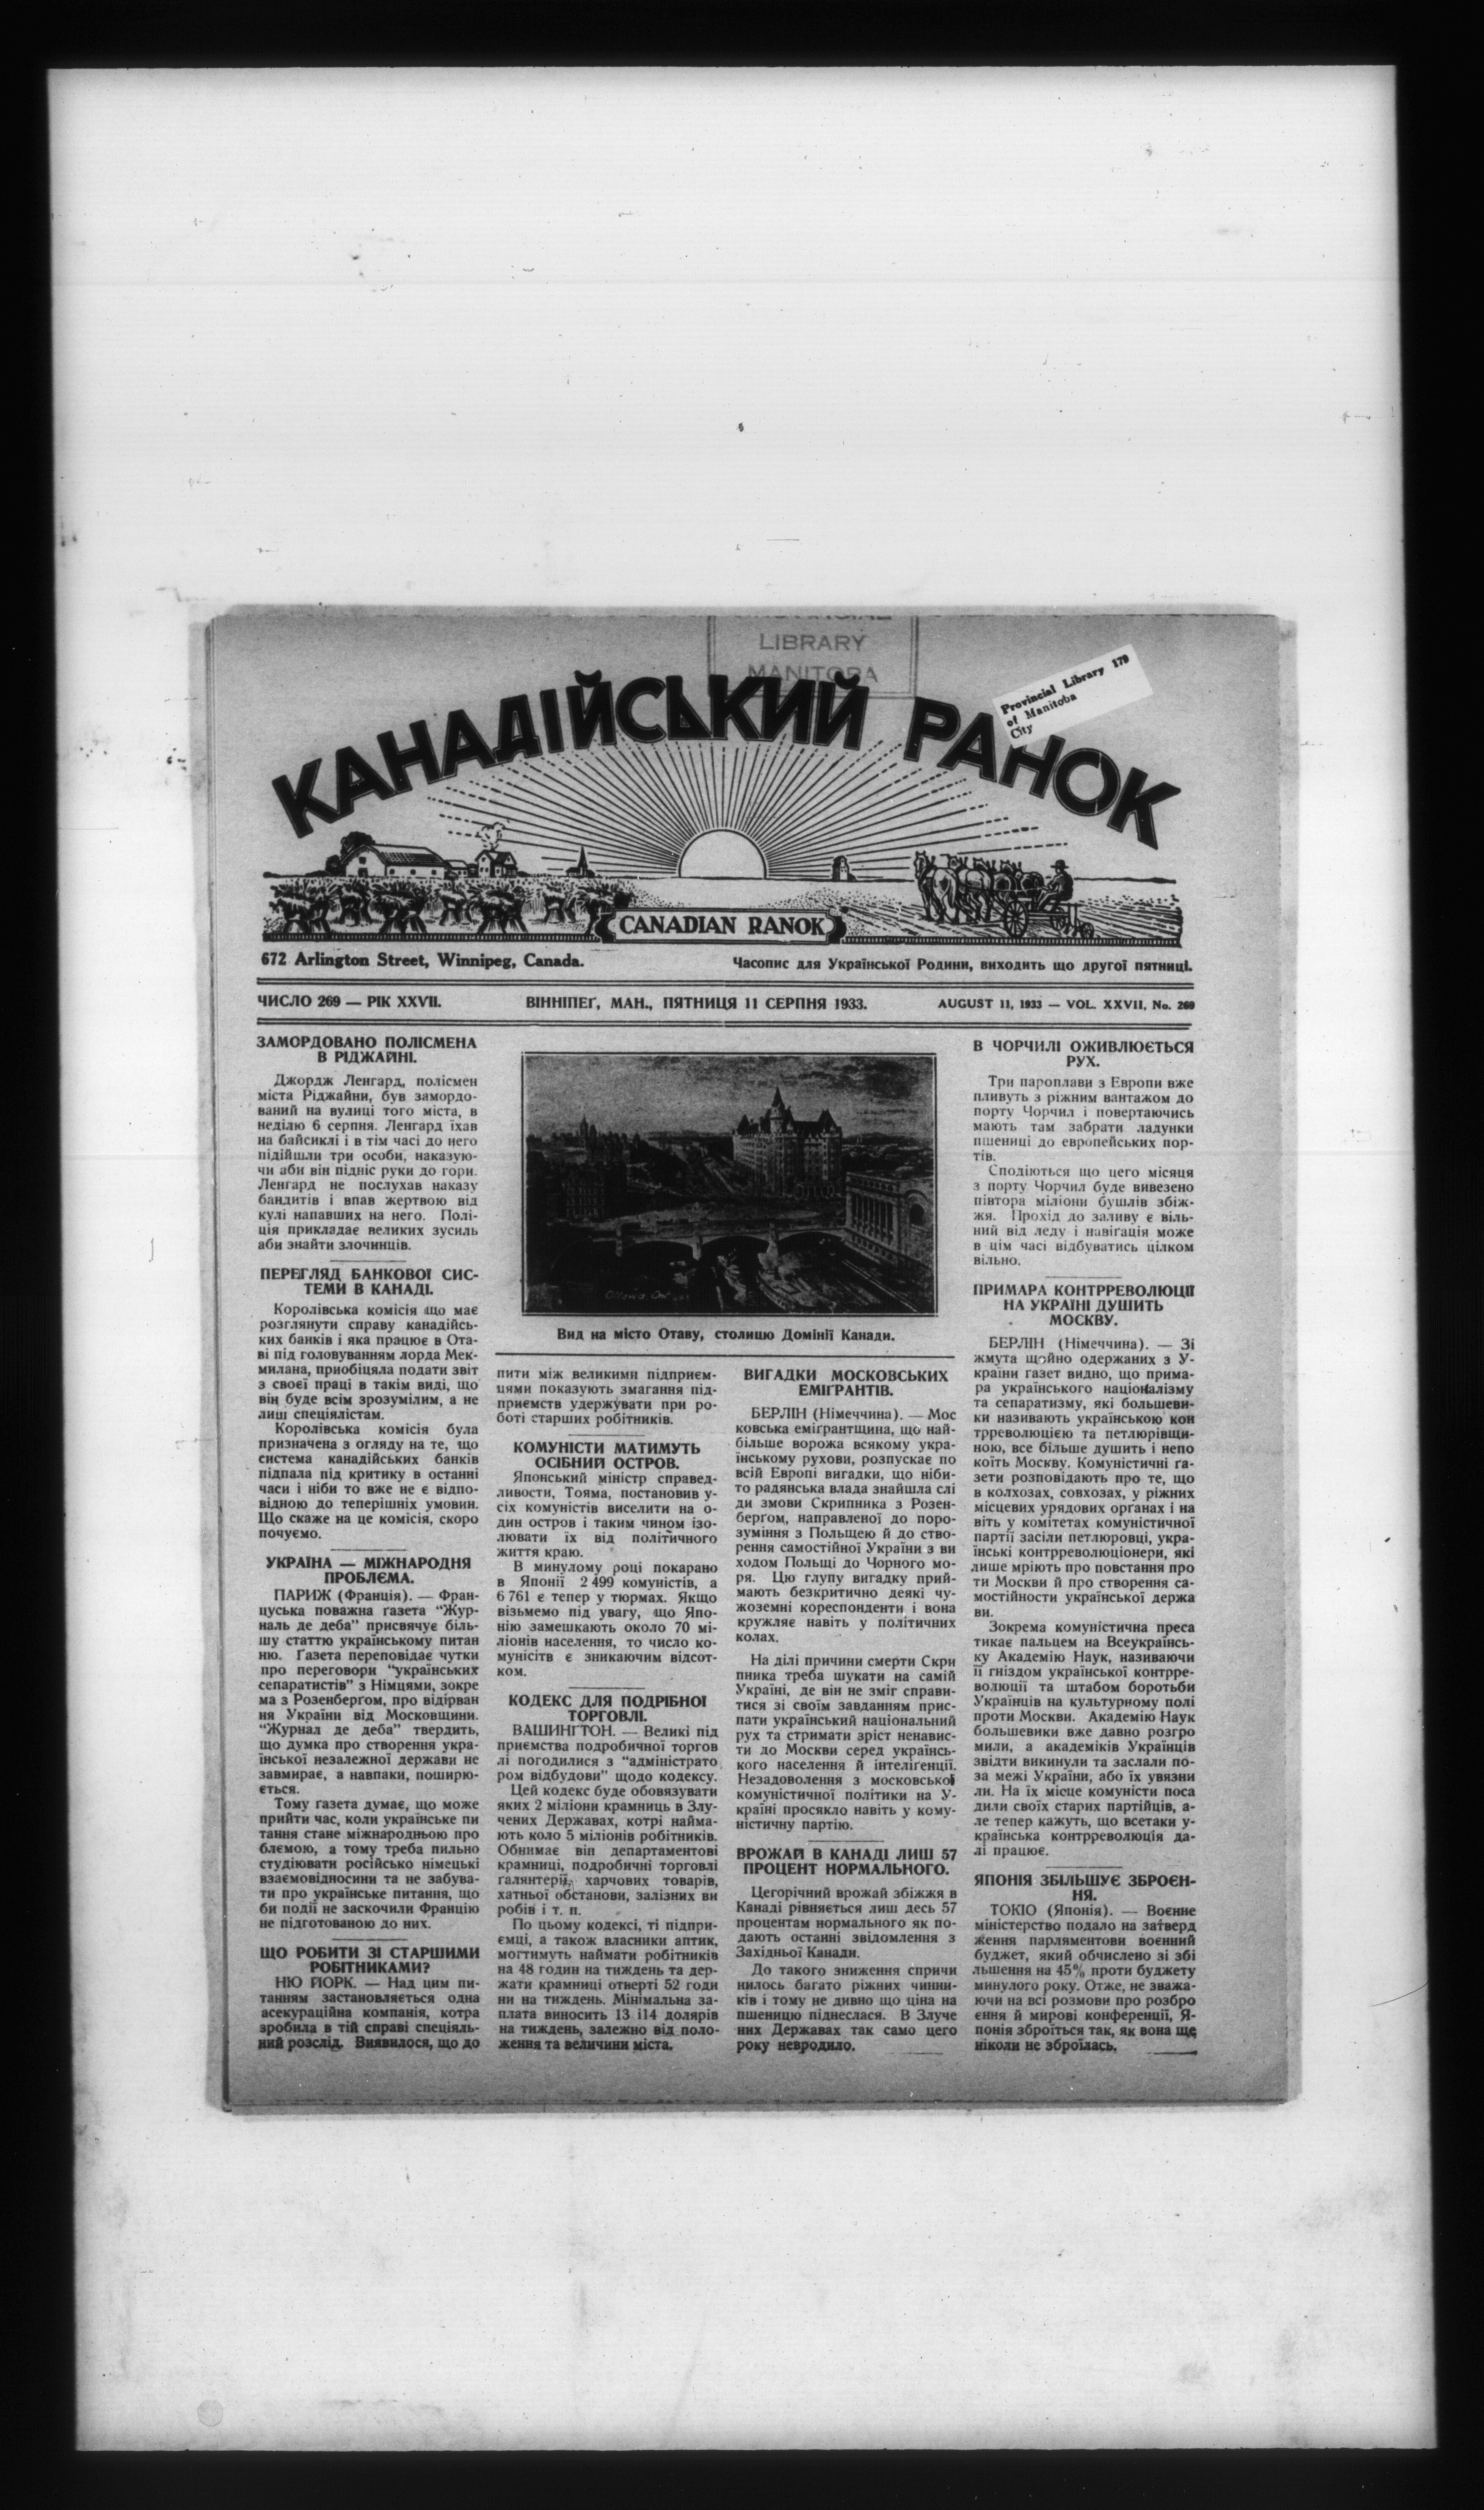 LIBRARY
MANITOBA
Provincial Library 179
of Manitoba
City
КАНАДІЙСЬКИЙ РАНОК
CANADIAN RANOK
672 Arlington Street, Winnipeg, Canada.
Часопис для Української Родини, виходить що другої пятниці.
ЧИСЛО 269 — РІК XXVII.
ВІННІПЕҐ, МАН., ПЯТНИЦЯ 11 СЕРПНЯ 1933.
AUGUST 11, 1933 — VOL. XXVII, No. 269
ЗАМОРДОВАНО ПОЛІСМЕНА
В РІДЖАЙНІ.
Джордж Ленгард, полісмен
міста Ріджайни, був замордо-
ваний на вулиці того міста, в
неділю 6 серпня. Ленгард їхав
на байсиклі і в тім часі до него
підійшли три особи, наказую-
чи аби він підніс руки до гори.
Ленгард не послухав наказу
бандитів і впав жертвою від
кулі напавших на него. Полі-
ція прикладає великих зусиль
аби знайти злочинців.
ПЕРЕГЛЯД БАНКОВОЇ СИС-
ТЕМИ В КАНАДІ.
Королівська комісія що має
розглянути справу канадійсь-
ких банків і яка працює в Ота-
ві під головуванням лорда Мек-
милана, приобіцяла подати звіт
з своєї праці в такім виді, що
він буде всім зрозумілим, а не
лиш специялістам.
Королівська комісія була
призначена з огляду на те, що
система канадійських банків
підпала під критику в останні
часи і ніби то вже не є відпо-
відною до теперішніх умовин.
Що скаже на це комісія, скоро
почуємо.
УКРАЇНА — МІЖНАРОДНЯ
ПРОБЛЄМА.
ПАРИЖ (Франція). — Фран-
цуська поважна ґазета "Жур-
наль де деба" присвячує біль-
шу статтю українському питан
ню. Ґазета переповідає чутки
про переговори "українських
сепаратистів" з Німцями, зокре
ма з Розенберґом, про відірван
ня України від Московщини.
"Журнал де деба" твердить,
що думка про створення укра-
їнської незалежної держави не
завмирає, а навпаки, поширю-
ється.
Тому ґазета думає, що може
прийти час, коли українське пи
тання стане міжнародньою про
блємою, а тому треба пильно
студіювати російсько німецькі
взаємовідносини та не забува-
ти про українське питання, що
би події не заскочили Францію
не підготованою до них.
ЩО РОБИТИ ЗІ СТАРШИМИ
РОБІТНИКАМИ?
НЮ ЙОРК. — Над цим пи-
танням застановляється одна
асекураційна компанія, котра
зробила в тій справі спеціяль-
ний розслід. Виявилося, що до
Вид на місто Отаву, столицю Домінії Канади.
пити між великими підприєм-
цями показують змагання під-
приємств удержувати при ро-
боті старших робітників.
КОМУНІСТИ МАТИМУТЬ
ОСІБНИЙ ОСТРОВ.
Японський міністр справед-
ливости, Тояма, постановив у-
сіх комуністів виселити на о-
дин остров і таким чином ізо-
лювати їх від політичного
життя краю.
В минулому році покарано
в Японії 2 499 комуністів, а
6 761 є тепер у тюрмах. Якщо
візьмемо під увагу, що Япо-
нію замешкають около 70 мі-
ліонів населення, то число ко-
мунісітв є зникаючим відсот-
ком.
КОДЕКС ДЛЯ ПОДРІБНОЇ
ТОРГОВЛІ.
ВАШИНҐТОН. — Великі під
приємства подробичної торгов
лі погодилися з "адміністрато
ром відбудови" щодо кодексу.
Цей кодекс буде обовязувати
яких 2 міліони крамниць в Злу-
чених Державах, котрі найма-
ють коло 5 міліонів робітників.
Обнимає він департаментові
крамниці, подробичні торговлі
ґалянтерії, харчових товарів,
хатньої обстанови, залізних ви
робів і т. п.
По цьому кодексі, ті підпри-
ємці, а також власники аптик,
могтимуть наймати робітників
на 48 годин на тиждень та дер-
жати крамниці отверті 52 годи
ни на тиждень. Мінімальна за-
плата виносить 13 і14 долярів
на тиждень, залежно від поло-
ження та величини міста.
ВИГАДКИ МОСКОВСЬКИХ
ЕМІҐРАНТІВ.
БЕРЛІН (Німеччина). — Мос
ковська еміґрантщина, що най-
більше ворожа всякому укра-
їнському рухови, розпускає по
всій Европі вигадки, що ніби-
то радянська влада знайшла слі
ди змови Скрипника з Розен-
берґом, направленої до поро-
зуміння з Польщею й до ство-
рення самостійної України з ви
ходом Польщі до Чорного мо-
ря. Цю глупу вигадку прий-
мають безкритично деякі чу-
жоземні кореспонденти і вона
кружляє навіть у політичних
колах.
На ділі причини смерти Скри
пника треба шукати на самій
Україні, де він не зміг справи-
тися зі своїм завданням прис-
пати український національний
рух та стримати зріст ненавис-
ти до Москви серед українсь-
кого населення й інтеліґенції.
Незадоволення з московської
комуністичної політики на У-
країні просякло навіть у кому-
ністичну партію.
ВРОЖАЙ В КАНАДІ ЛИШ 57
ПРОЦЕНТ НОРМАЛЬНОГО.
Цегорічний врожай збіжжя в
Канаді рівняється лиш десь 57
процентам нормального як по-
дають останні звідомлення з
Західньої Канади.
До такого зниження спричи
нилось багато ріжних чинни-
ків і тому не дивно що ціна на
пшеницю піднеслася. В Злуче
них Державах так само цего
року невродило.
В ЧОРЧИЛІ ОЖИВЛЮЄТЬСЯ
РУХ.
Три пароплави з Европи вже
пливуть з ріжним вантажом до
порту Чорчил і повертаючись
мають там забрати ладунки
пшениці до европейських пор-
тів.
Сподіються що цего місяця
з порту Чорчил буде вивезено
півтора міліони бушлів збіж-
жя. Прохід до заливу є віль-
ний від леду і навіґація може
в цім часі відбуватись цілком
вільно.
ПРИМАРА КОНТРРЕВОЛЮЦІЇ
НА УКРАЇНІ ДУШИТЬ
МОСКВУ.
БЕРЛІН (Німеччина). — Зі
жмута щойно одержаних з У-
країни газет видно, що прима-
ра українського націоналізму
та сепаратизму, які большеви-
ки називають українською кон
трреволюцією та петлюрівщи-
ною, все більше душить і непо
коїть Москву. Комуністичні ґа-
зети розповідають про те, що
в колхозах, совхозах, у ріжних
місцевих урядових орґанах і на
віть у комітетах комуністичної
партії засіли петлюровці, укра-
їнські контрреволюціонери, які
лише мріють про повстання про
ти Москви й про створення са-
мостійности української держа
ви.
Зокрема комуністична преса
тикає пальцем на Всеукраїнсь-
ку Академію Наук, називаючи
її гніздом української контрре-
волюції та штабом боротьби
Українців на культурному полі
проти Москви. Академію Наук
большевики вже давно розгро
мили, а академіків Українців
звідти викинули та заслали по-
за межі України, або їх увязни
ли. На їх місце комуністи поса
дили своїх старих партійців, а-
ле тепер кажуть, що всетаки у-
країнська контрреволюція да-
лі працює.
ЯПОНІЯ ЗБІЛЬШУЄ ЗБРОЄН-
НЯ.
ТОКІО (Японія). — Воєнне
міністерство подало на затверд
ження парляментови воєнний
буджет, який обчислено зі збі
льшення на 45% проти буджету
минулого року. Отже, не зважа-
ючи на всі розмови про розбро
єння й мирові конференції, Я-
понія зброїться так, як вона ще
ніколи не зброїлась.